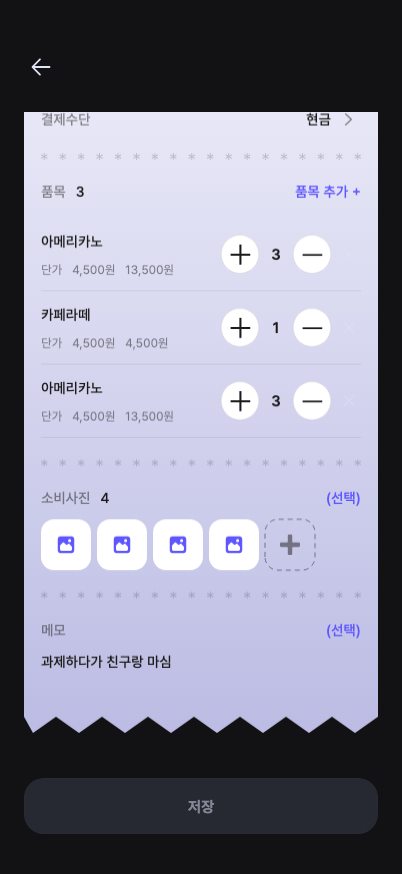 결제수단 현금
* * * * * * * * * * * * * * * * * *
품목 3 품목 추가 +
아메리카노
단가 4,500원 13,500원
3
카페라떼
단가 4,500원 4,500원
1
아메리카노
단가 4,500원 13,500원
3
* * * * * * * * * * * * * * * * * *
소비사진 4 (선택)
* * * * * * * * * * * * * * * * * *
메모 (선택)
과제하다가 친구랑 마심
저장